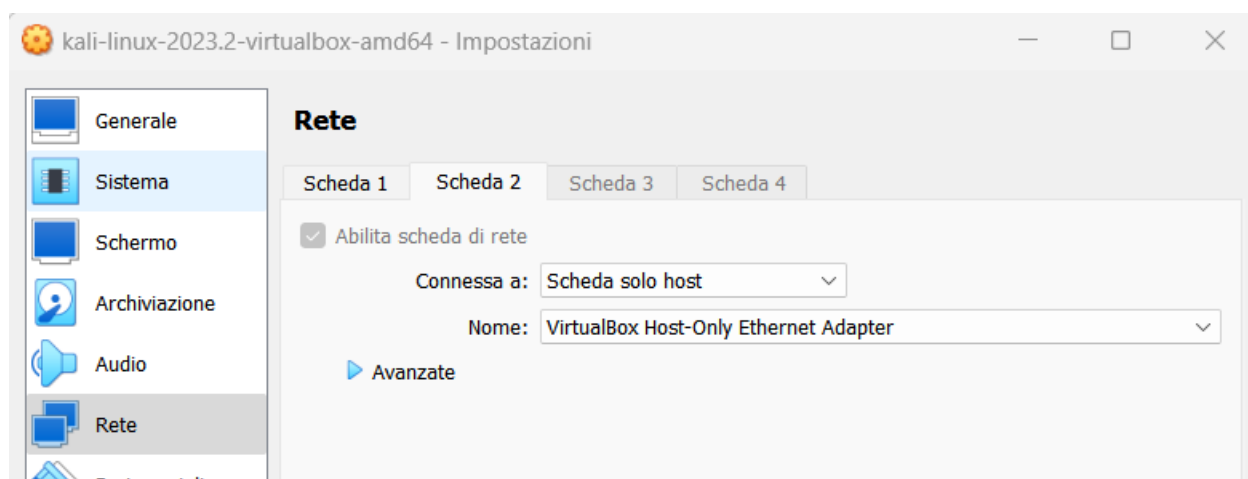 kali-linux-2023.2-virtualbox-amd64 - Impostazioni
Generale
Sistema
Schermo
Archiviazione
Audio
Rete
Rete
Scheda 1 Scheda 2 Scheda 3 Scheda 4
Abilita scheda di rete
Connessa a: Scheda solo host
Nome: VirtualBox Host-Only Ethernet Adapter
Avanzate